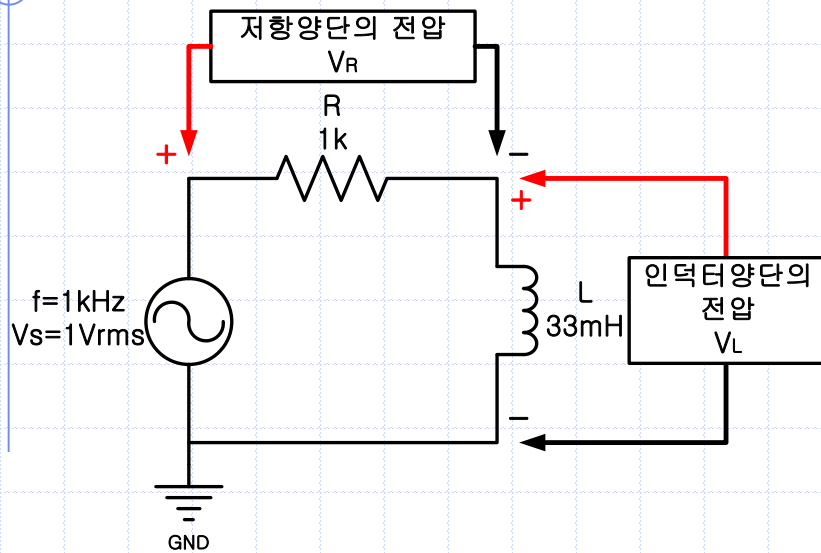 저항양단의 전압
VR
R
1k
+
−
+
f=1kHz
Vs=1Vrms
L
33mH
인덕터양단의
전압
VL
−
GND